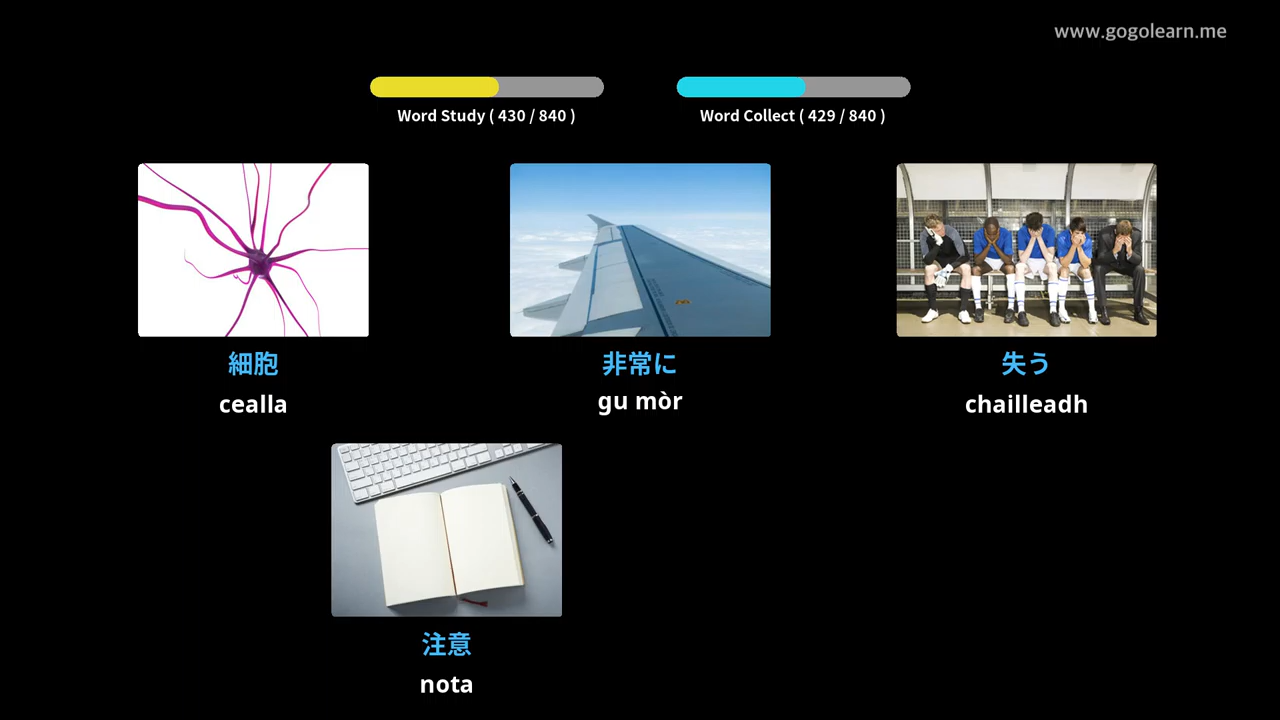 www.gogolearn.me
Word Study ( 430 / 840 )
Word Collect ( 429 / 840 )
細胞
cealla
非常に
gu mòr
失う
chailleadh
注意
nota